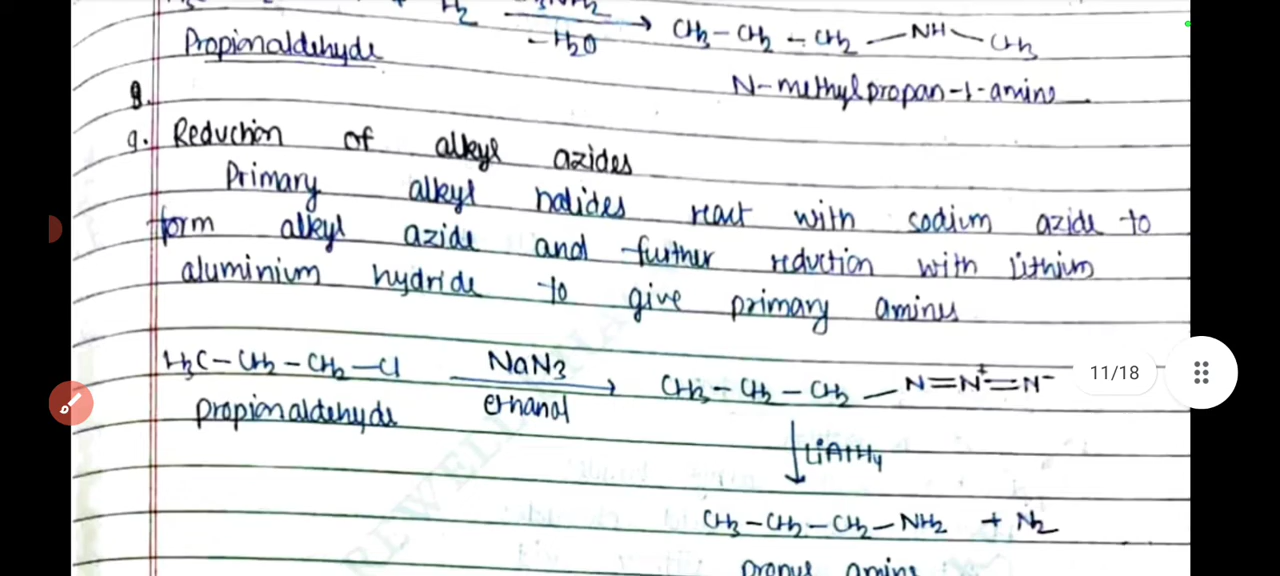 H2 → CH3-CH2-CH2-NH-CH3
-H2O
Propionaldehyde
N-methylpropan-1-amine
9. Reduction of alkyl azides
Primary alkyl halides react with sodium azide to
form alkyl azide and further reduction with lithium
aluminium hydride to give primary amines
H3C-CH2-CH2-Cl NaN3 → CH3-CH2-CH2-N=N+=N-
ethanol
propionaldehyde
↓ LiAlH4
CH3-CH2-CH2-NH2 + N2
11/18